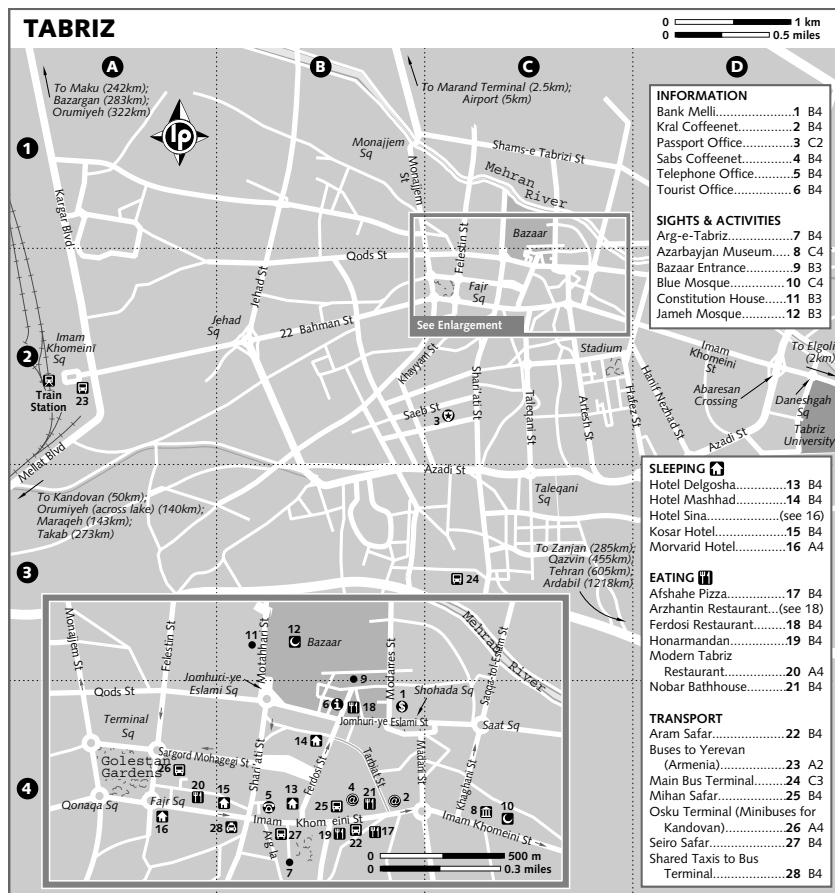 TABRIZ
0 1 km
0 0.5 miles
A
B
C
D
1
2
3
4
To Maku (242km);
Bazargan (283km);
Orumiyeh (322km)
lp
To Marand Terminal (2.5km);
Airport (5km)
Monajjem
Sq
Monajjem
St
Shams-e Tabrizi St
Mehran
River
Kargar Blvd
Bazaar
Qods St
Felestin St
Jehad St
Fajr
Sq
Jehad
Sq
22 Bahman St
See Enlargement
Imam
Khomeini
Sq
Stadium
Imam
Khomeini
St
To Elgoli
(2km)
Khayyam St
Train
Station
23
Shari'ati St
Saeb St
3
Taleqani St
Artesh St
Hafez St
Hanif Nezhad St
Abaresan
Crossing
Daneshgah
Sq
Tabriz
University
Azadi St
Mellat Blvd
Azadi St
To Kandovan (50km);
Orumiyeh (across lake) (140km);
Maraqeh (143km);
Takab (273km)
Taleqani
Sq
To Zanjan (285km);
Qazvin (455km);
Tehran (605km);
Ardabil (1218km)
24
INFORMATION
Bank Melli 1 B4
Kral Coffeenet 2 B4
Passport Office 3 C2
Sabs Coffeenet 4 B4
Telephone Office 5 B4
Tourist Office 6 B4
SIGHTS & ACTIVITIES
Arg-e-Tabriz 7 B4
Azarbayjan Museum 8 C4
Bazaar Entrance 9 B3
Blue Mosque 10 C4
Constitution House 11 B3
Jameh Mosque 12 B3
SLEEPING
Hotel Delgosha 13 B4
Hotel Mashhad 14 B4
Hotel Sina (see 16)
Kosar Hotel 15 B4
Morvarid Hotel 16 A4
EATING
Afshahe Pizza 17 B4
Arzhantin Restaurant (see 18)
Ferdosi Restaurant 18 B4
Honarmandan 19 B4
Modern Tabriz
Restaurant 20 A4
Nobar Bathhouse 21 B4
TRANSPORT
Aram Safar 22 B4
Buses to Yerevan
(Armenia) 23 A2
Main Bus Terminal 24 C3
Mihan Safar 25 B4
Osku Terminal (Minibuses for
Kandovan) 26 A4
Seiro Safar 27 B4
Shared Taxis to Bus
Terminal 28 B4
Monajjem St
Felestin St
Motahhari St
11
12
Bazaar
Modarres St
Mehran River
Saqqa-tol-Eslam St
Jomhuri-ye
Eslami Sq
9
Qods St
6
18
1
Shohada Sq
Jomhuri-ye Eslami St
Saat Sq
Terminal
Sq
14
Sargord Mohagegi St
Golestan
Gardens
26
Shari'ati St
Ferdosi St
Tarbiat St
Madani St
Khaghani St
Qonaqa Sq
Fajr Sq
20
15
5
13
4
25
21
2
8
10
16
28
Imam Khomeini St
27
19
22
17
Imam Khomeini St
Arg la
7
0 500 m
0 0.3 miles